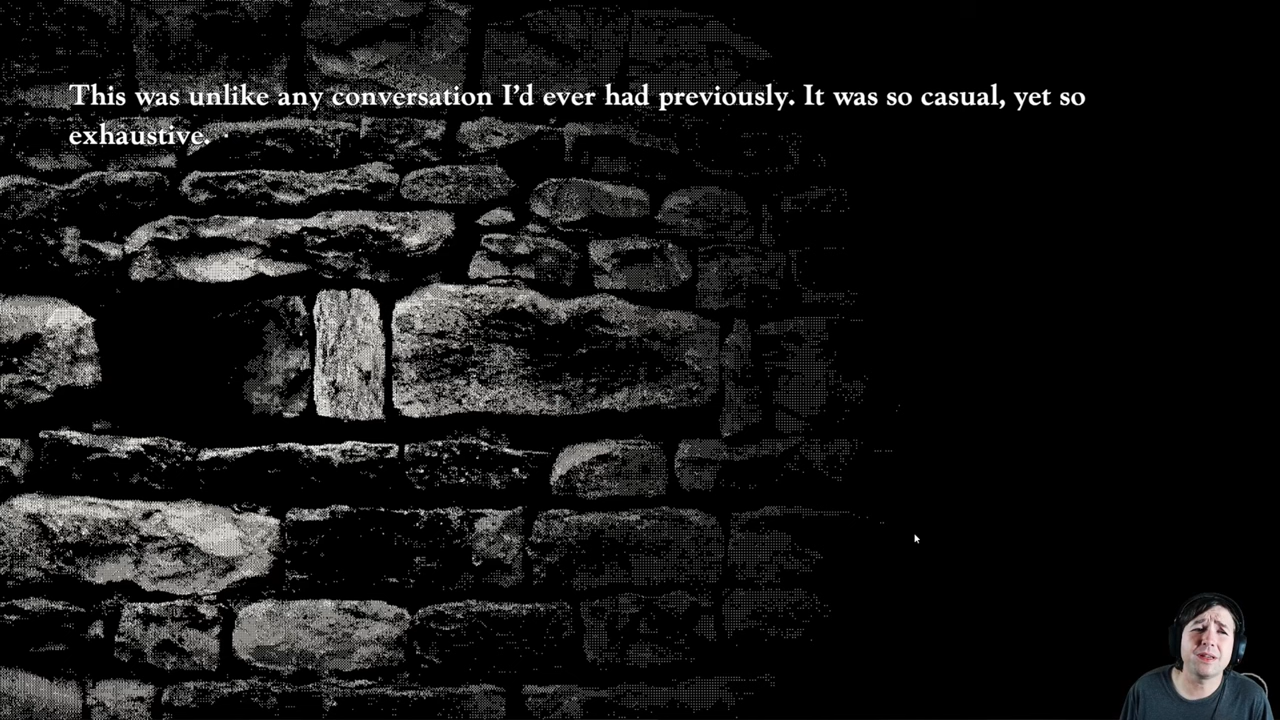 This was unlike any conversation I'd ever had previously. It was so casual, yet so
exhaustive.